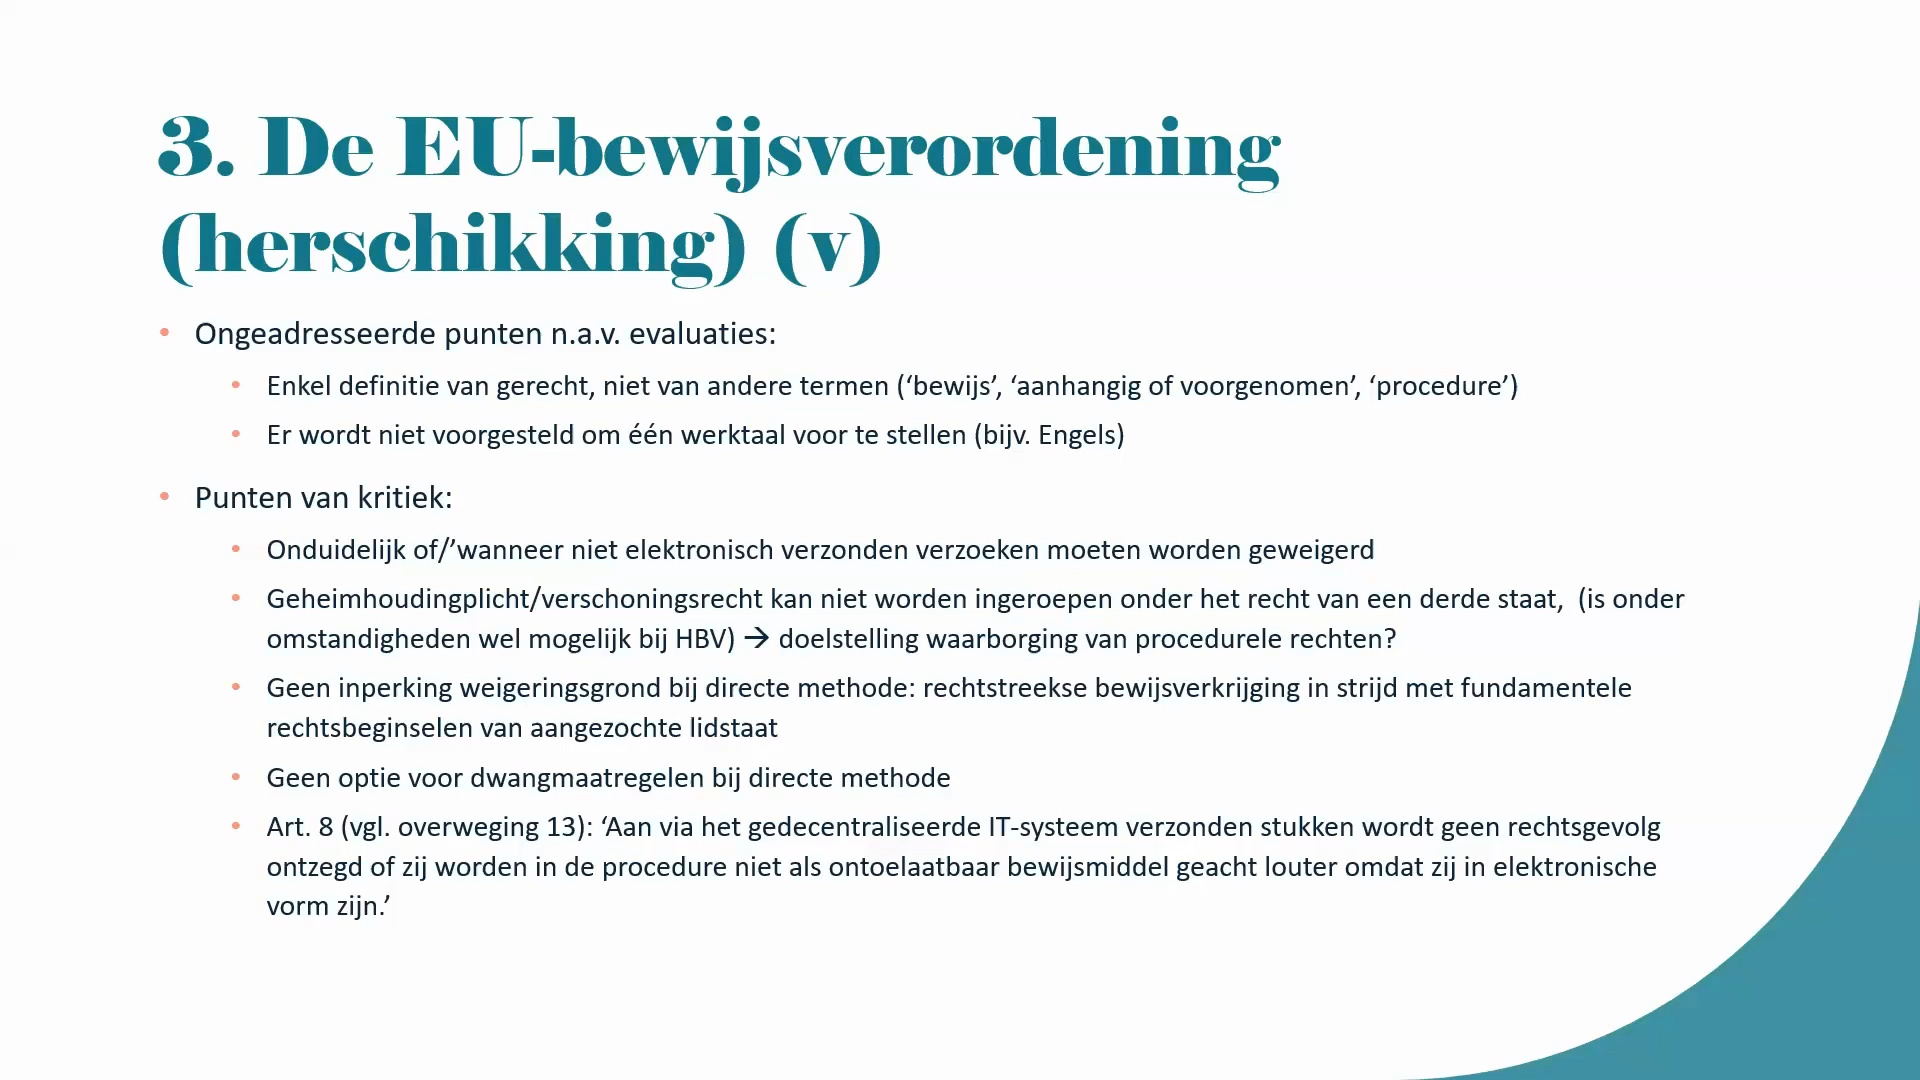 3. De EU-bewijsverordening
(herschikking) (v)
• Ongeadresseerde punten n.a.v. evaluaties:
• Enkel definitie van gerecht, niet van andere termen (‘bewijs’, ‘aanhangig of voorgenomen’, ‘procedure’)
• Er wordt niet voorgesteld om één werktaal voor te stellen (bijv. Engels)
• Punten van kritiek:
• Onduidelijk of/’wanneer niet elektronisch verzonden verzoeken moeten worden geweigerd
• Geheimhoudingplicht/verschoningsrecht kan niet worden ingeroepen onder het recht van een derde staat,  (is onder
omstandigheden wel mogelijk bij HBV) → doelstelling waarborging van procedurele rechten?
• Geen inperking weigeringsgrond bij directe methode: rechtstreekse bewijsverkrijging in strijd met fundamentele
rechtsbeginselen van aangezochte lidstaat
• Geen optie voor dwangmaatregelen bij directe methode
• Art. 8 (vgl. overweging 13): ‘Aan via het gedecentraliseerde IT-systeem verzonden stukken wordt geen rechtsgevolg
ontzegd of zij worden in de procedure niet als ontoelaatbaar bewijsmiddel geacht louter omdat zij in elektronische
vorm zijn.’